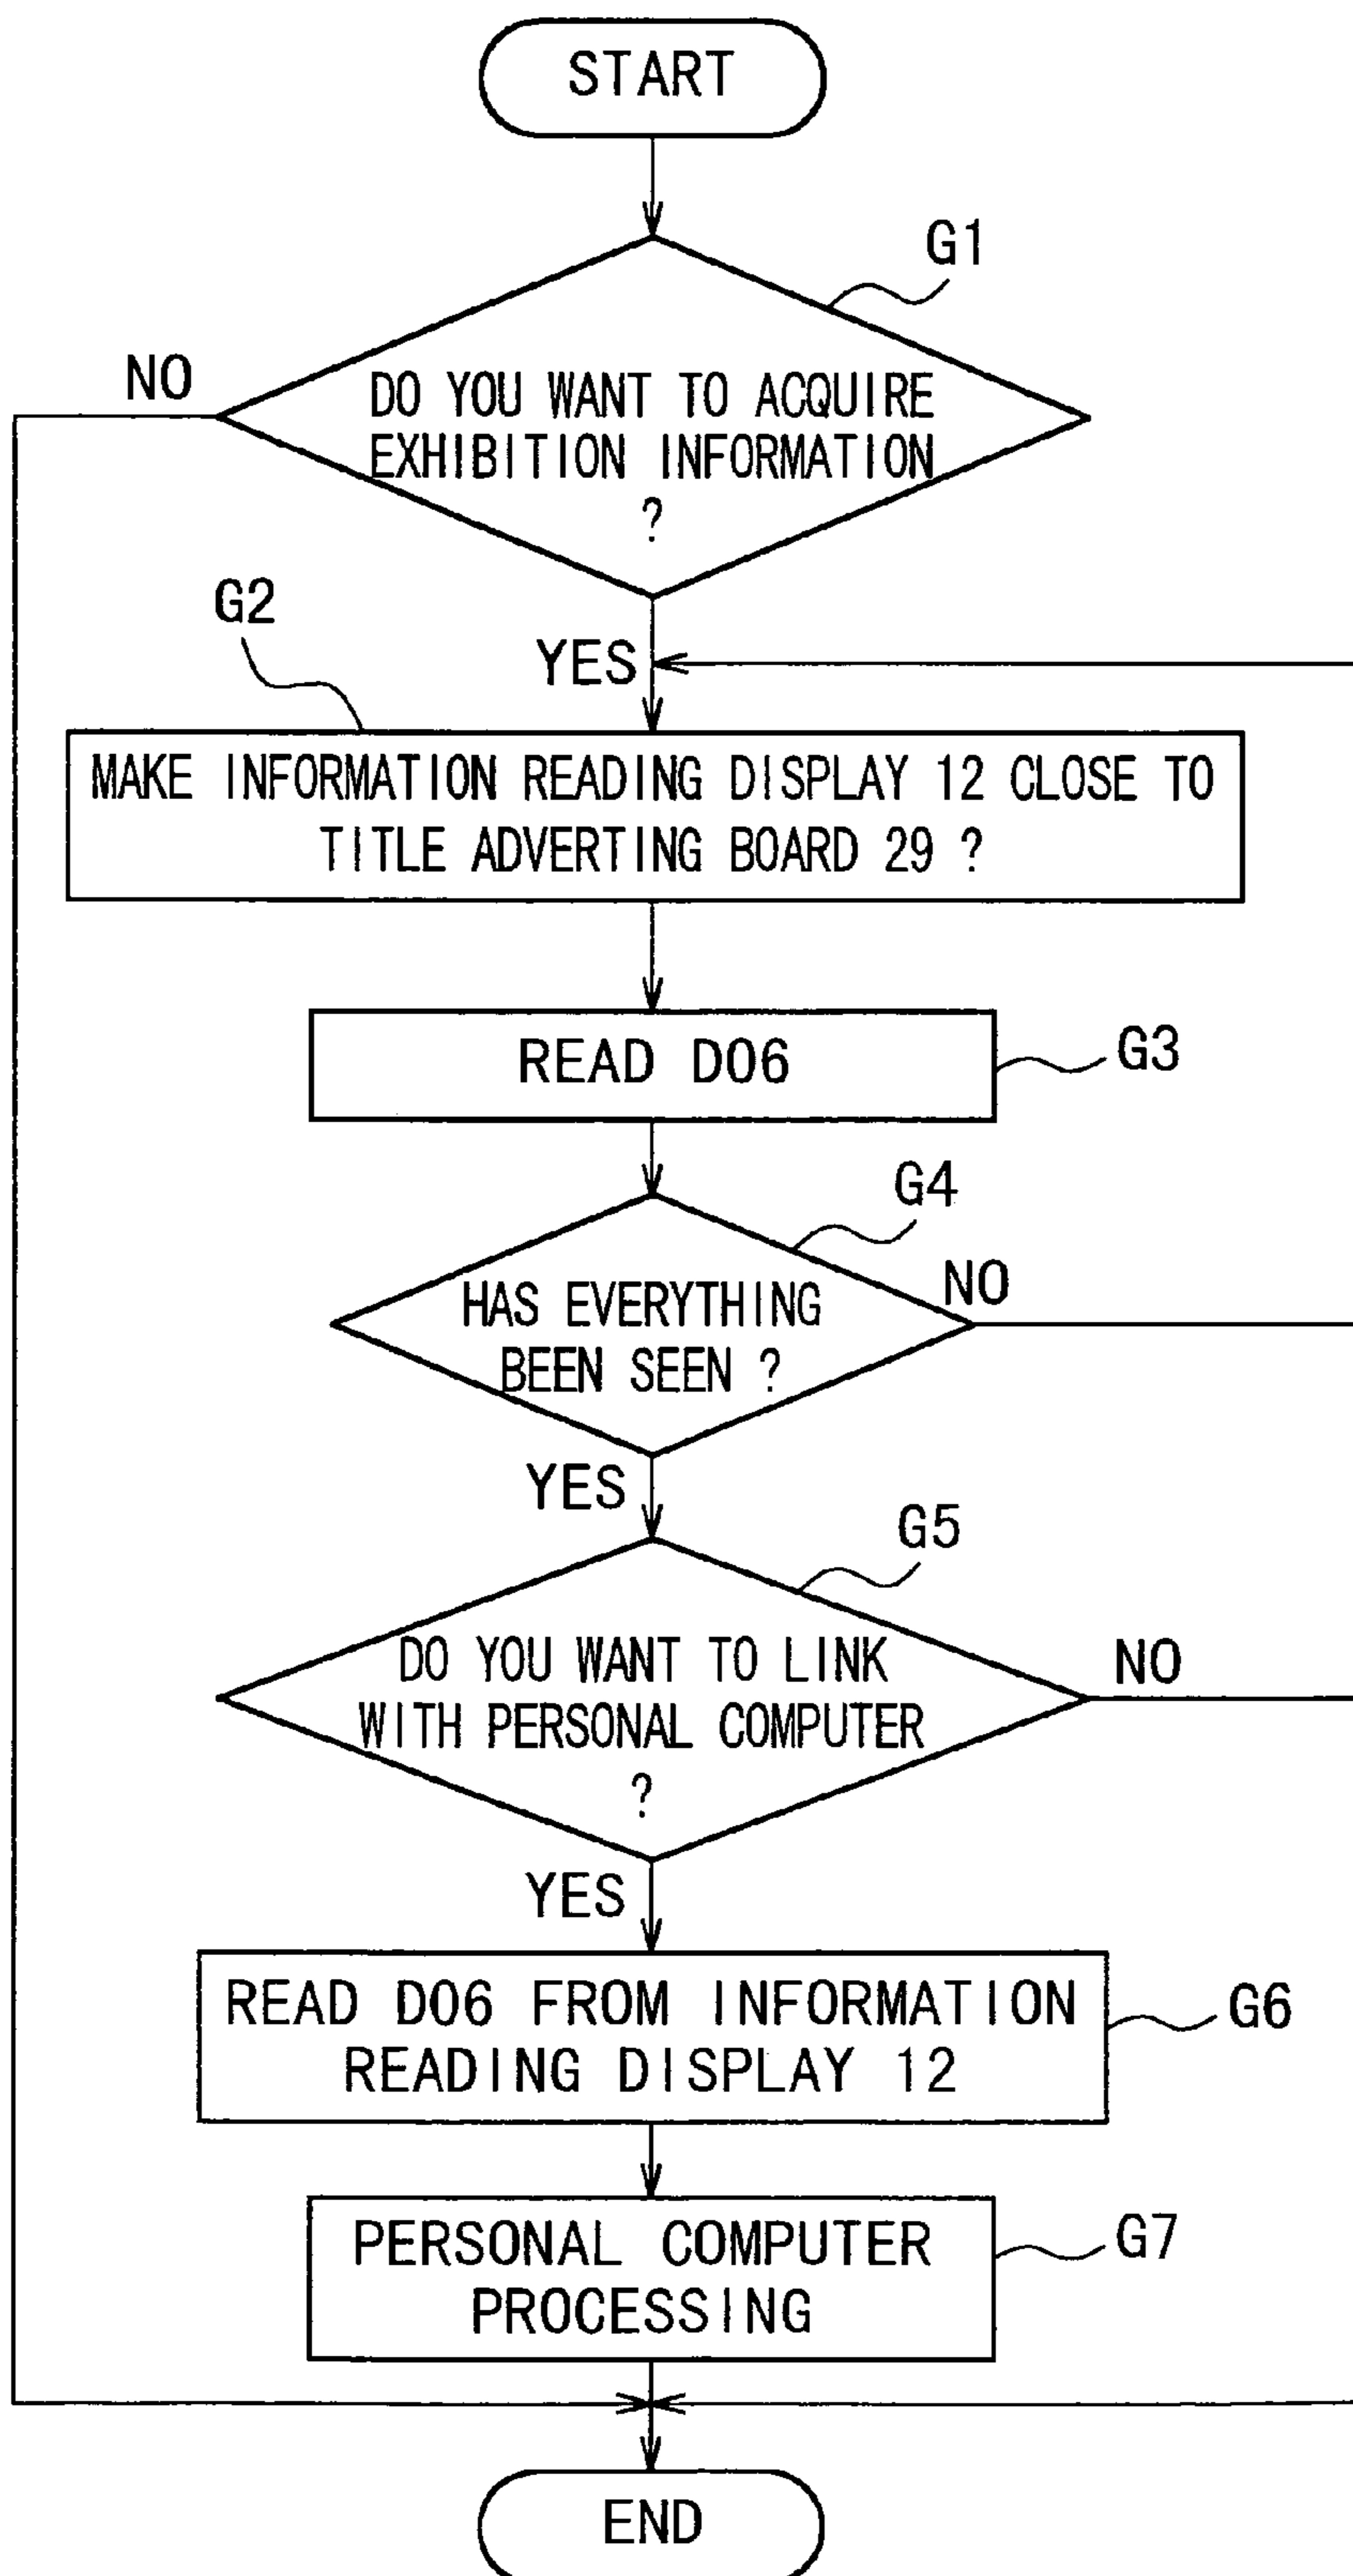 START
G1
NO
DO YOU WANT TO ACQUIRE
EXHIBITION INFORMATION
?
G2
YES
MAKE INFORMATION READING DISPLAY 12 CLOSE TO
TITLE ADVERTING BOARD 29 ?
READ D06
G3
G4
HAS EVERYTHING
BEEN SEEN ?
NO
YES
G5
DO YOU WANT TO LINK
WITH PERSONAL COMPUTER
?
NO
YES
READ D06 FROM INFORMATION
READING DISPLAY 12
G6
PERSONAL COMPUTER
PROCESSING
G7
END